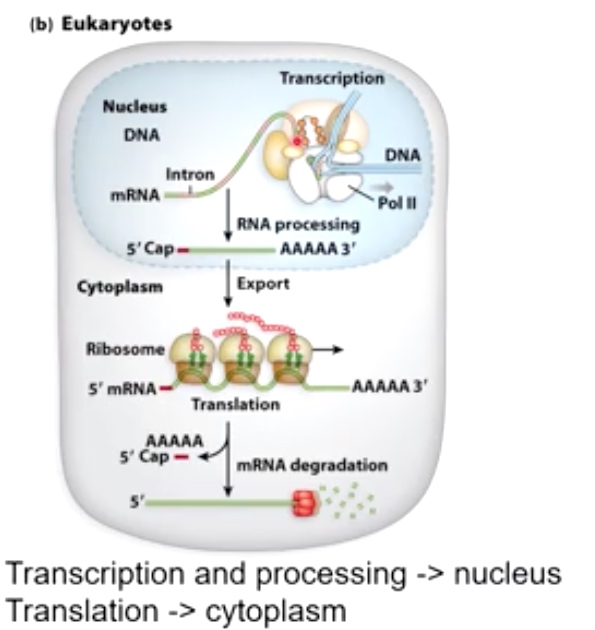 (b) Eukaryotes
Transcription
Nucleus
DNA
DNA
Intron
mRNA
Pol II
RNA processing
5′ Cap
AAAAA 3′
Cytoplasm
Export
Ribosome
5′ mRNA
AAAAA 3′
Translation
AAAAA
5′ Cap
mRNA degradation
5′
Transcription and processing -> nucleus
Translation -> cytoplasm